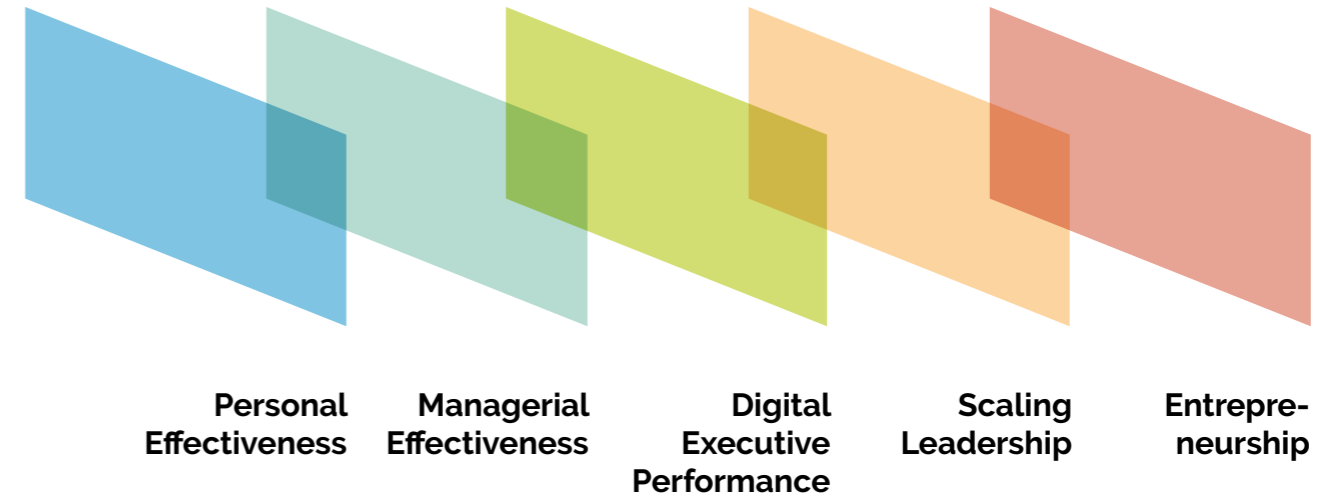 Personal
Effectiveness
Managerial
Effectiveness
Digital
Executive
Performance
Scaling
Leadership
Entrepre-
neurship